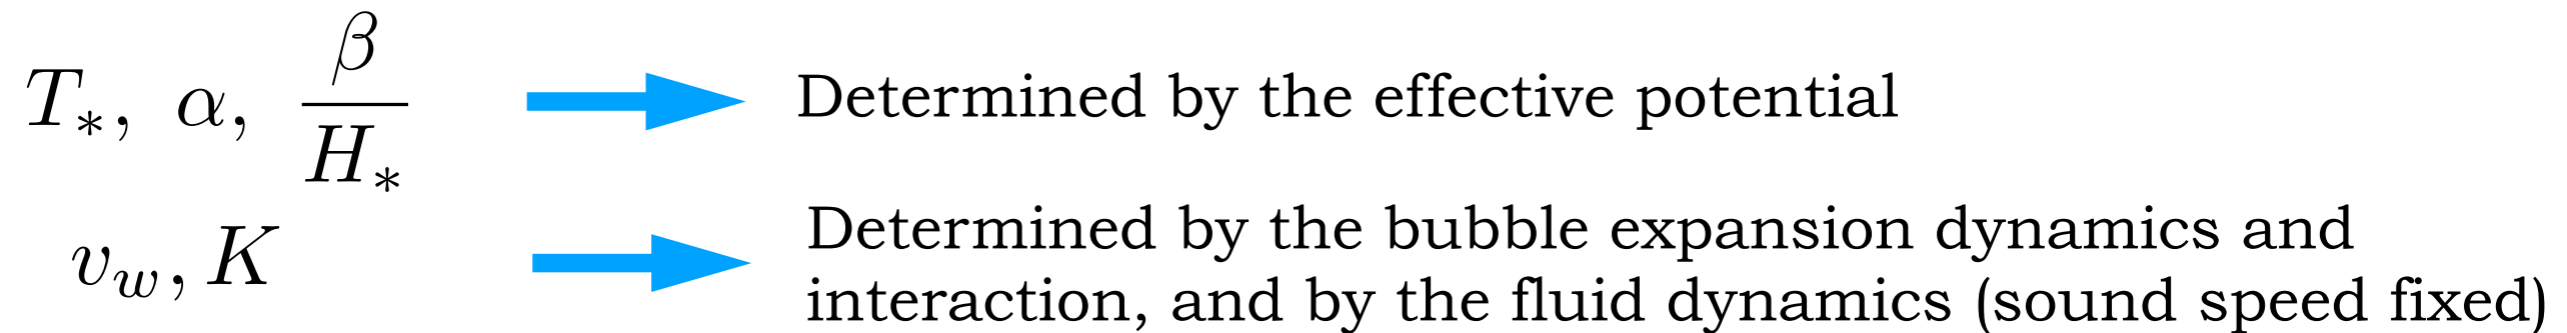 T_*, α, β/H_* Determined by the effective potential
v_w, K Determined by the bubble expansion dynamics and
interaction, and by the fluid dynamics (sound speed fixed)